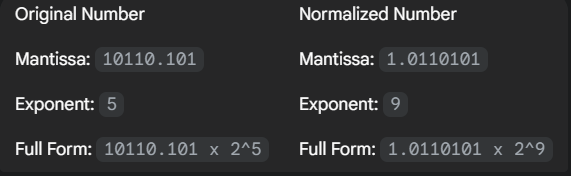 Original Number
Mantissa: 10110.101
Exponent: 5
Full Form: 10110.101 x 2^5
Normalized Number
Mantissa: 1.0110101
Exponent: 9
Full Form: 1.0110101 x 2^9